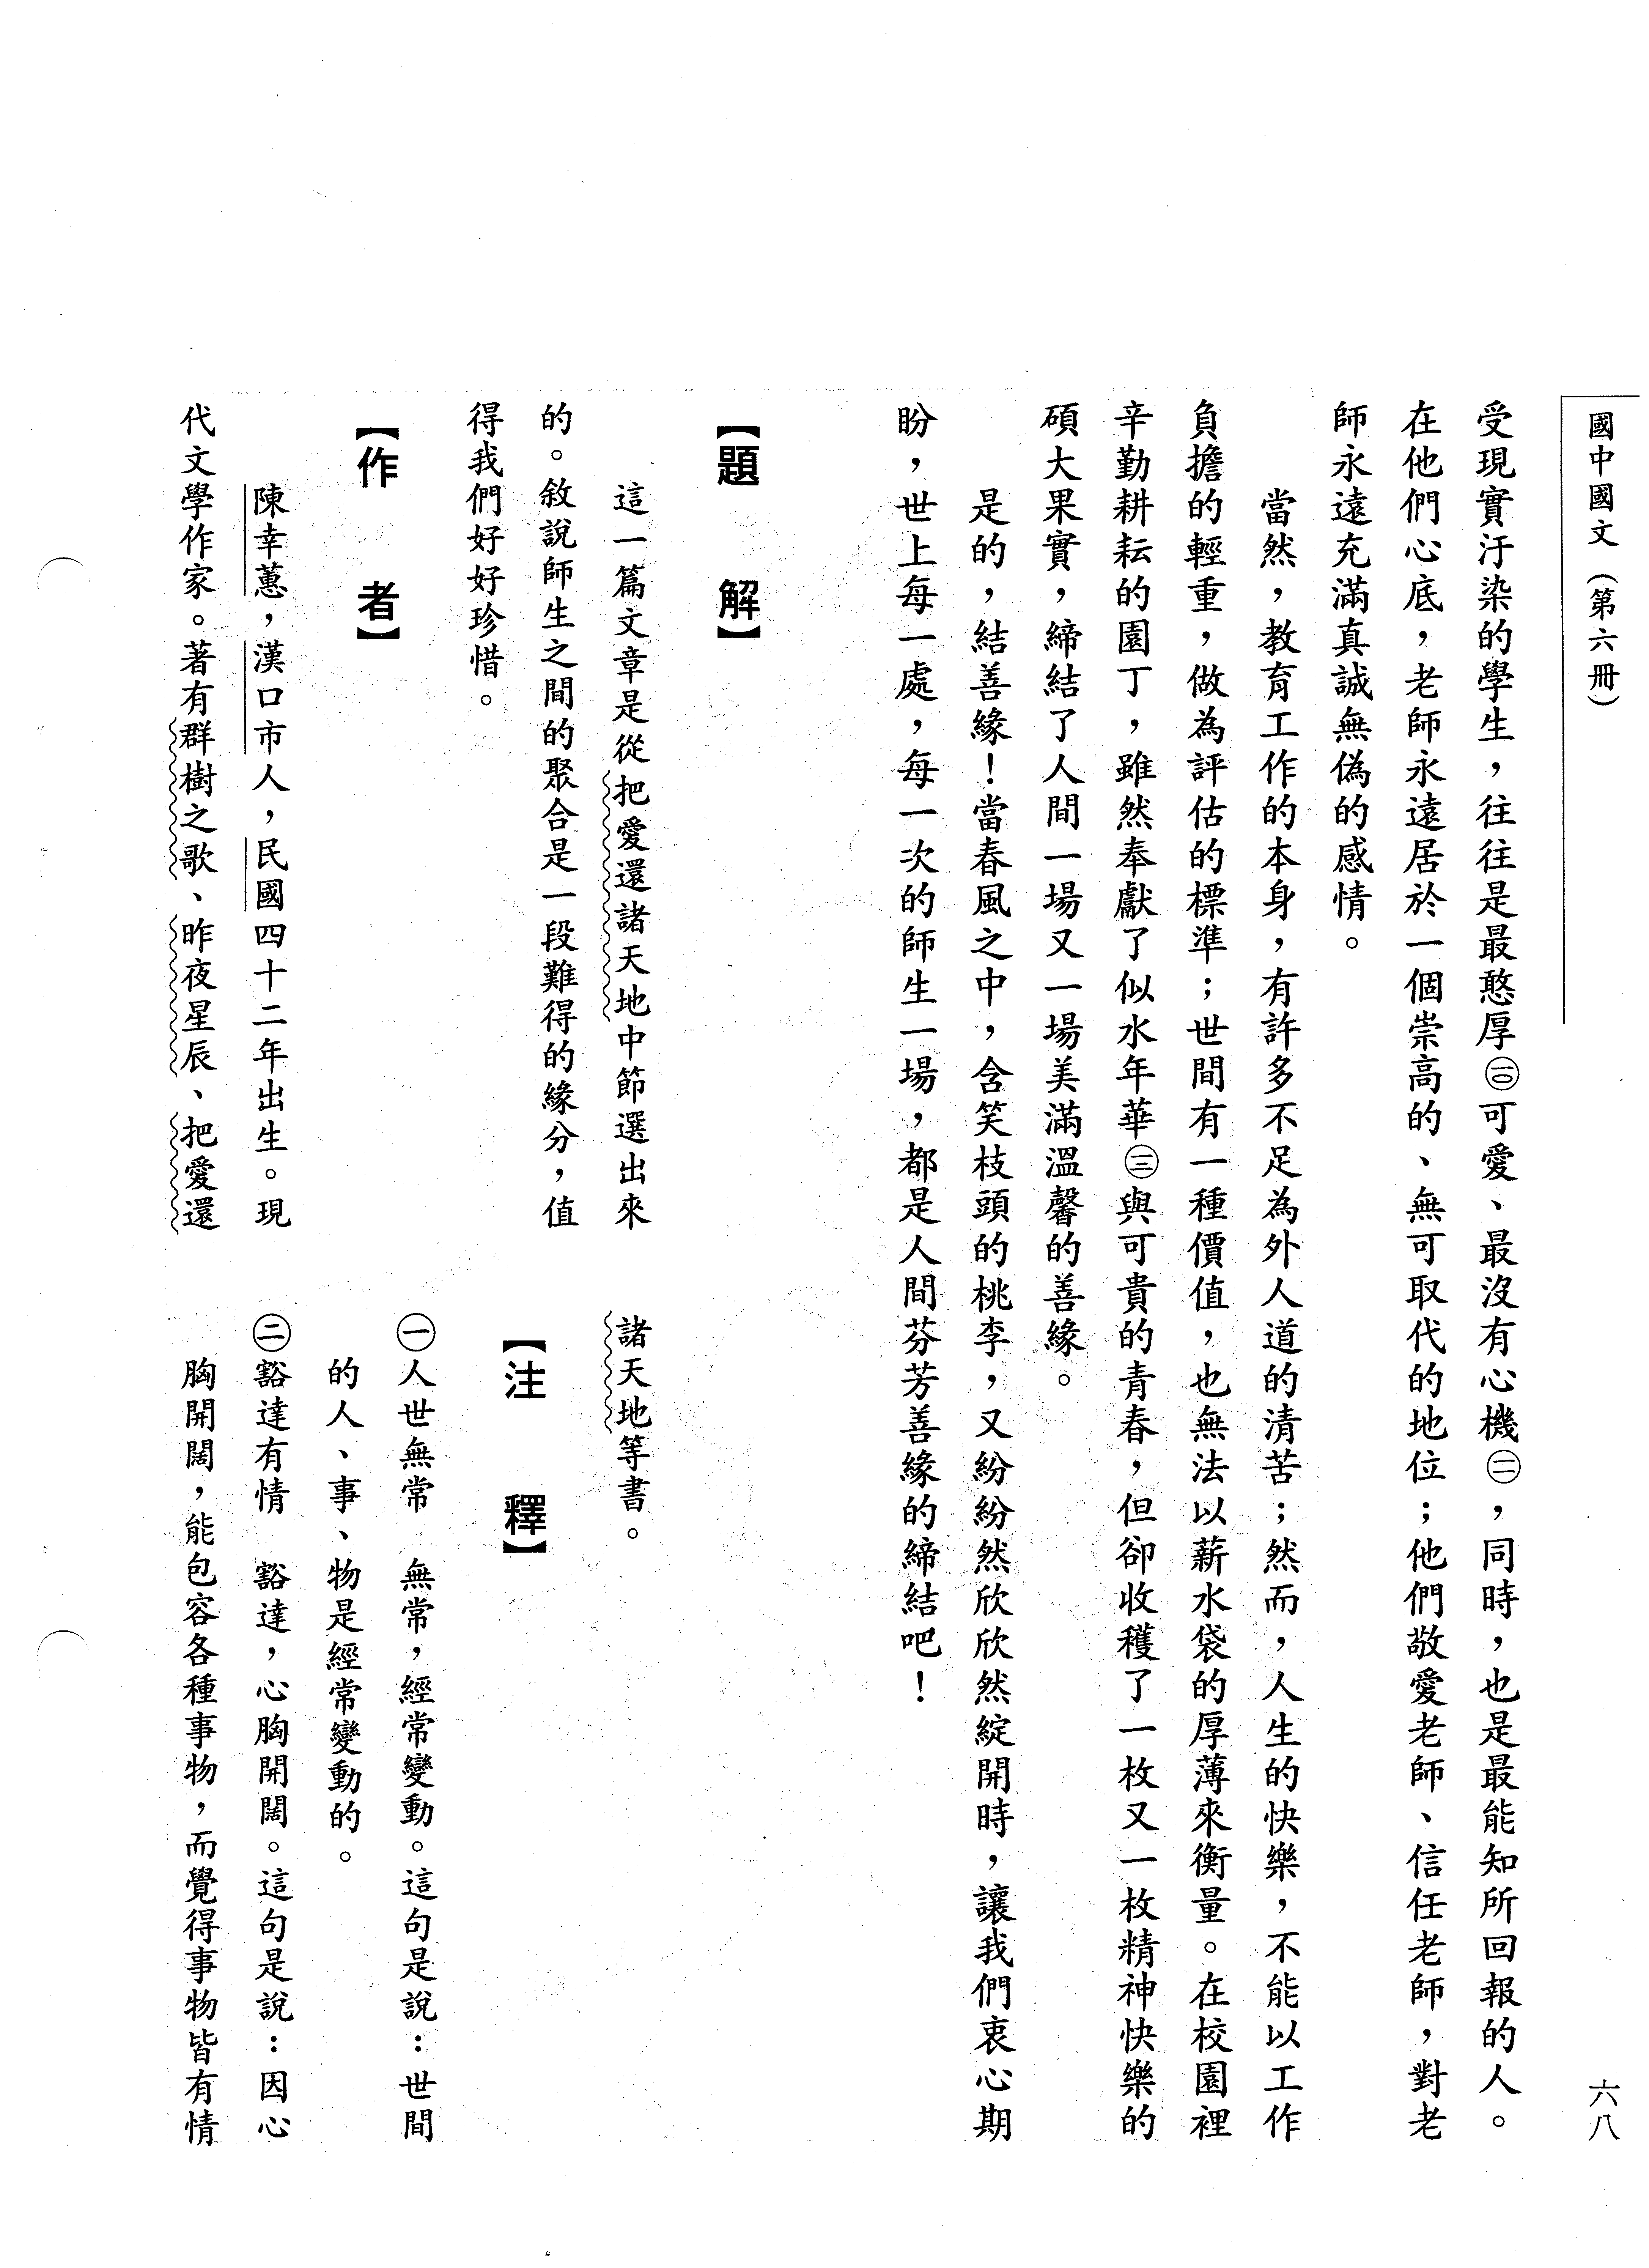 國中國文（第六冊）
六八
受現實汙染的學生，往往是最憨厚(一〇)可愛、最沒有心機(一一)，同時，也是最能知所回報的人。
在他們心底，老師永遠居於一個崇高的、無可取代的地位；他們敬愛老師、信任老師，對老
師永遠充滿真誠無偽的感情。
當然，教育工作的本身，有許多不足為外人道的清苦；然而，人生的快樂，不能以工作
負擔的輕重，做為評估的標準；世間有一種價值，也無法以薪水袋的厚薄來衡量。在校園裡
辛勤耕耘的園丁，雖然奉獻了似水年華(一二)與可貴的青春，但卻收穫了一枚又一枚精神快樂的
碩大果實，締結了人間一場又一場美滿溫馨的善緣。
是的，結善緣！當春風之中，含笑枝頭的桃李，又紛紛然欣欣然綻開時，讓我們衷心期
盼，世上每一處，每一次的師生一場，都是人間芬芳善緣的締結吧！
【題　解】
這一篇文章是從把愛還諸天地中節選出來
的。敘說師生之間的聚合是一段難得的緣分，值
得我們好好珍惜。
【作　者】
陳幸蕙，漢口市人，民國四十二年出生。現
代文學作家。著有群樹之歌、昨夜星辰、把愛還
諸天地等書。
【注　釋】
㊀人世無常　無常，經常變動。這句是說：世間
的人、事、物是經常變動的。
㊁豁達有情　豁達，心胸開闊。這句是說：因心
胸開闊，能包容各種事物，而覺得事物皆有情